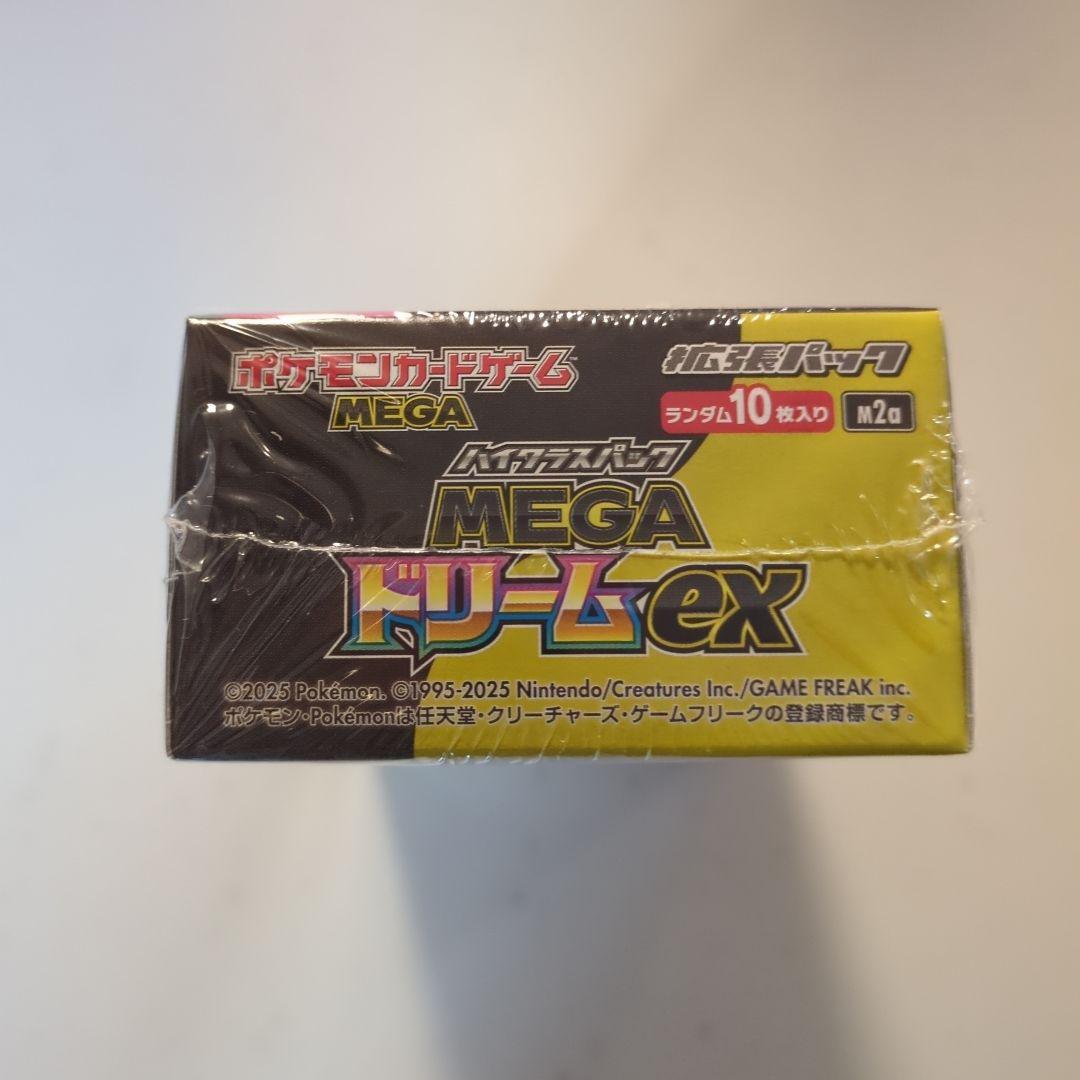 ポケモンカードゲーム™
MEGA
拡張パック
ランダム10枚入り
M2a
ハイクラスパック
MEGA
ドリームex
©2025 Pokémon. ©1995-2025 Nintendo/Creatures Inc./GAME FREAK inc.
ポケモン・Pokémonは任天堂・クリーチャーズ・ゲームフリークの登録商標です。